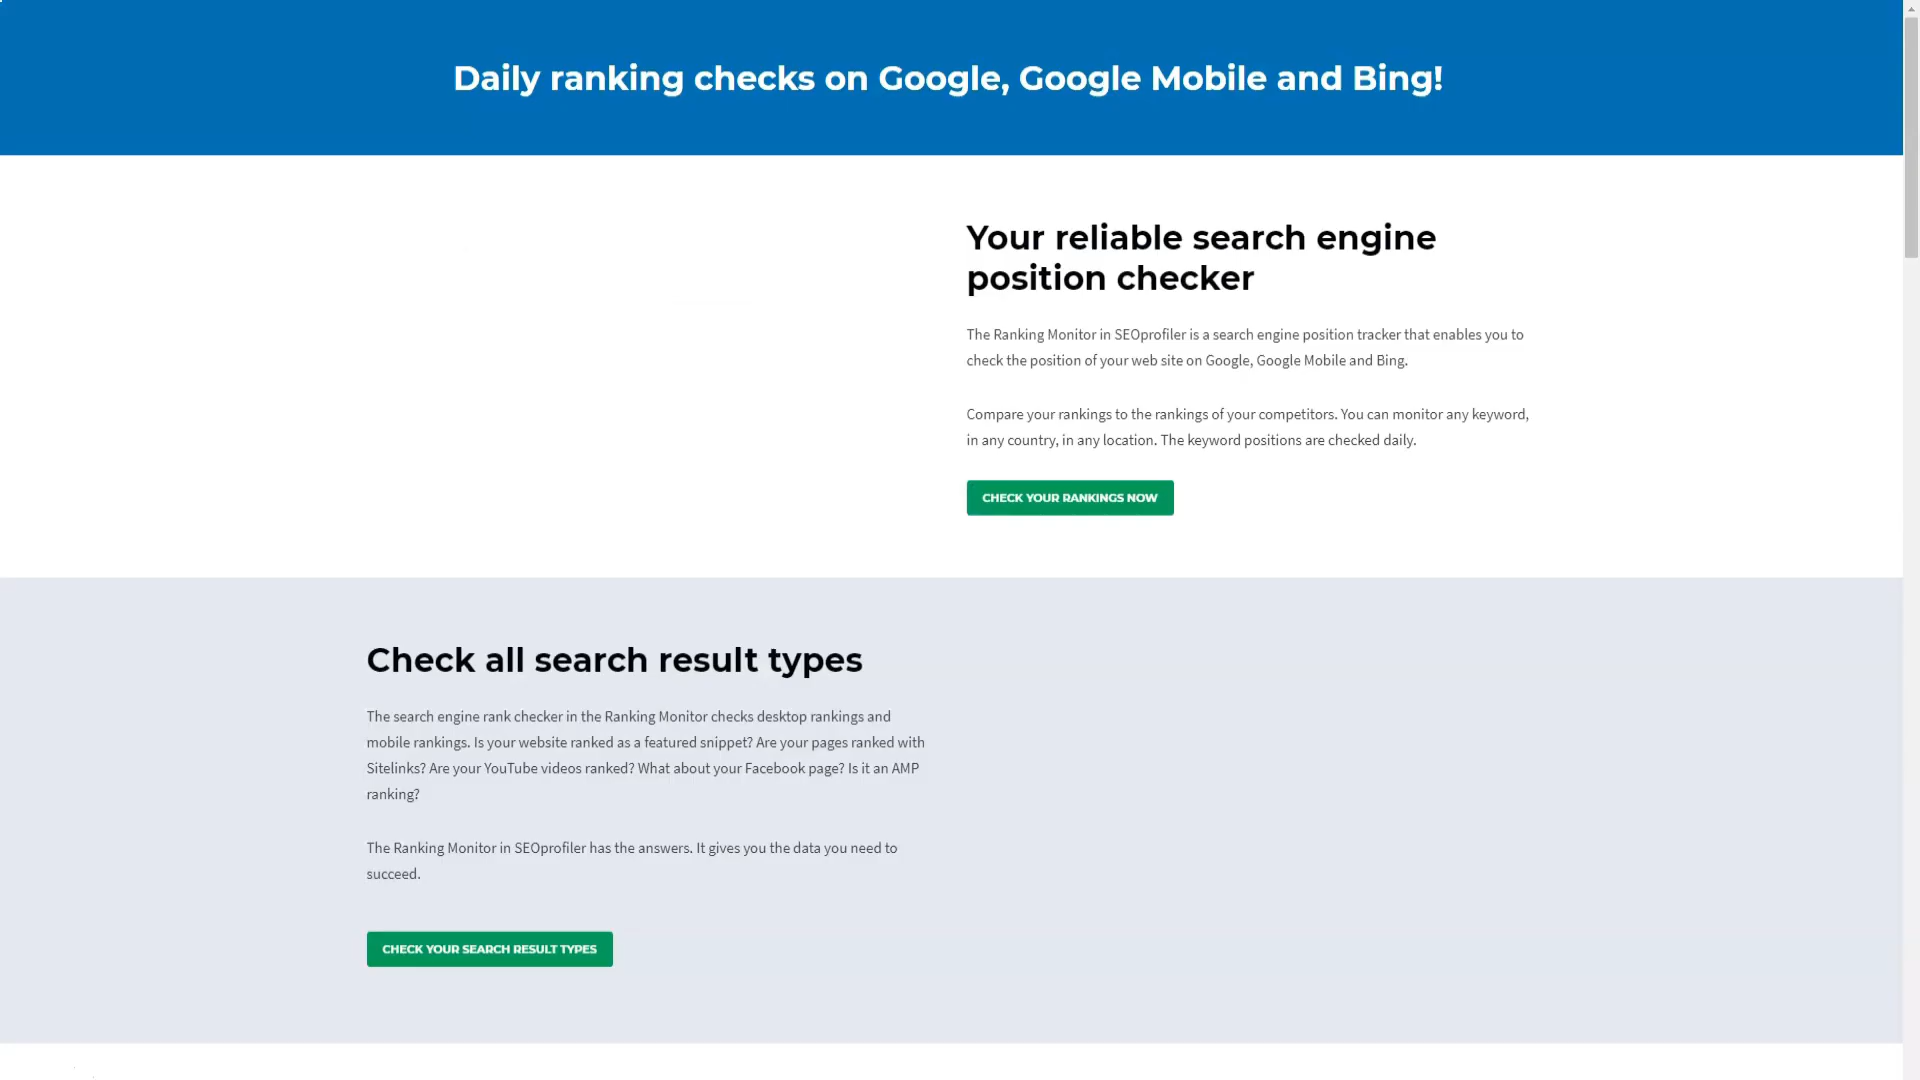 Daily ranking checks on Google, Google Mobile and Bing!
Your reliable search engine
position checker
The Ranking Monitor in SEOprofiler is a search engine position tracker that enables you to
check the position of your web site on Google, Google Mobile and Bing.
Compare your rankings to the rankings of your competitors. You can monitor any keyword,
in any country, in any location. The keyword positions are checked daily.
CHECK YOUR RANKINGS NOW
Check all search result types
The search engine rank checker in the Ranking Monitor checks desktop rankings and
mobile rankings. Is your website ranked as a featured snippet? Are your pages ranked with
Sitelinks? Are your YouTube videos ranked? What about your Facebook page? Is it an AMP
ranking?
The Ranking Monitor in SEOprofiler has the answers. It gives you the data you need to
succeed.
CHECK YOUR SEARCH RESULT TYPES